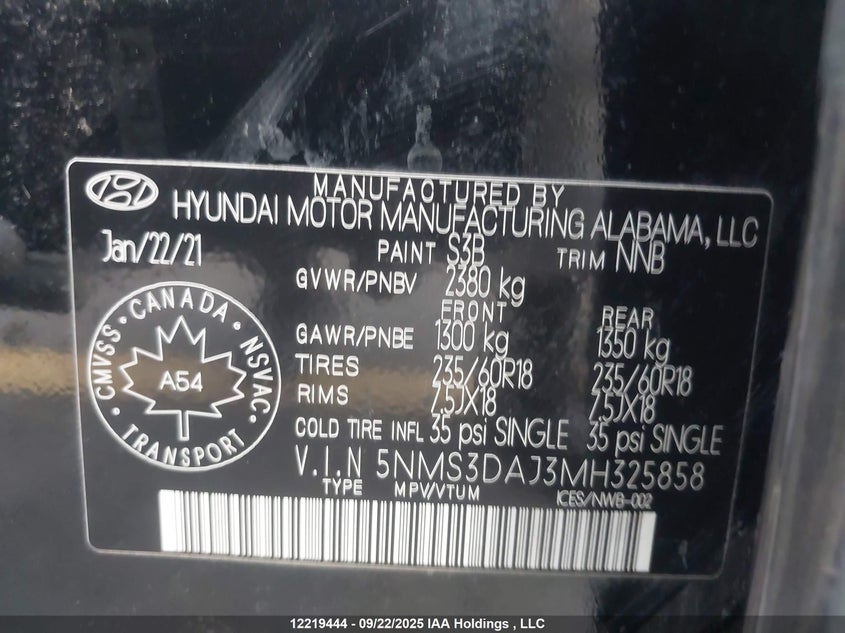 MANUFACTURED BY
HYUNDAI MOTOR MANUFACTURING ALABAMA, LLC
Jan/22/21 PAINT S3B TRIM NNB
GVWR/PNBV 2380 kg
FRONT REAR
GAWR/PNBE 1300 kg 1350 kg
TIRES 235/60R18 235/60R18
RIMS 7.5JX18 7.5JX18
COLD TIRE INFL 35 psi SINGLE 35 psi SINGLE
V.I.N 5NMS3DAJ3MH325858
TYPE MPV/VTUM ICES/NWB-002
CMVSS · CANADA · NSVAC · TRANSPORT
A54
12219444 - 09/22/2025 IAA Holdings , LLC